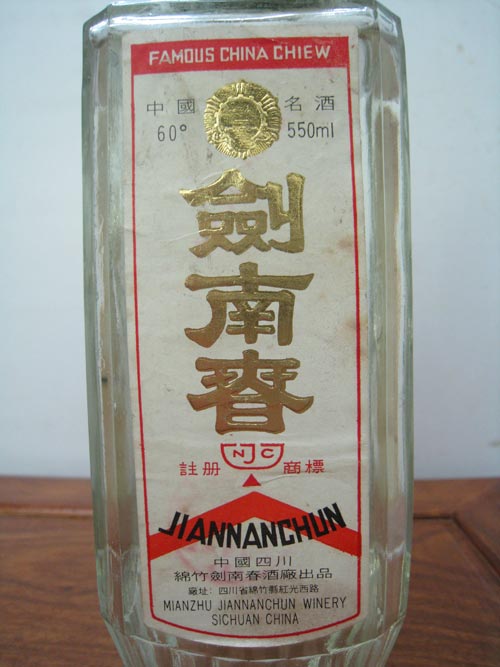 FAMOUS CHINA CHIEW
中國 名酒
60° 550ml
劍南春
NJC
註册 商標
JIANNANCHUN
中國四川
綿竹劍南春酒廠出品
廠址：四川省綿竹縣紅光西路
MIANZHU JIANNANCHUN WINERY
SICHUAN CHINA